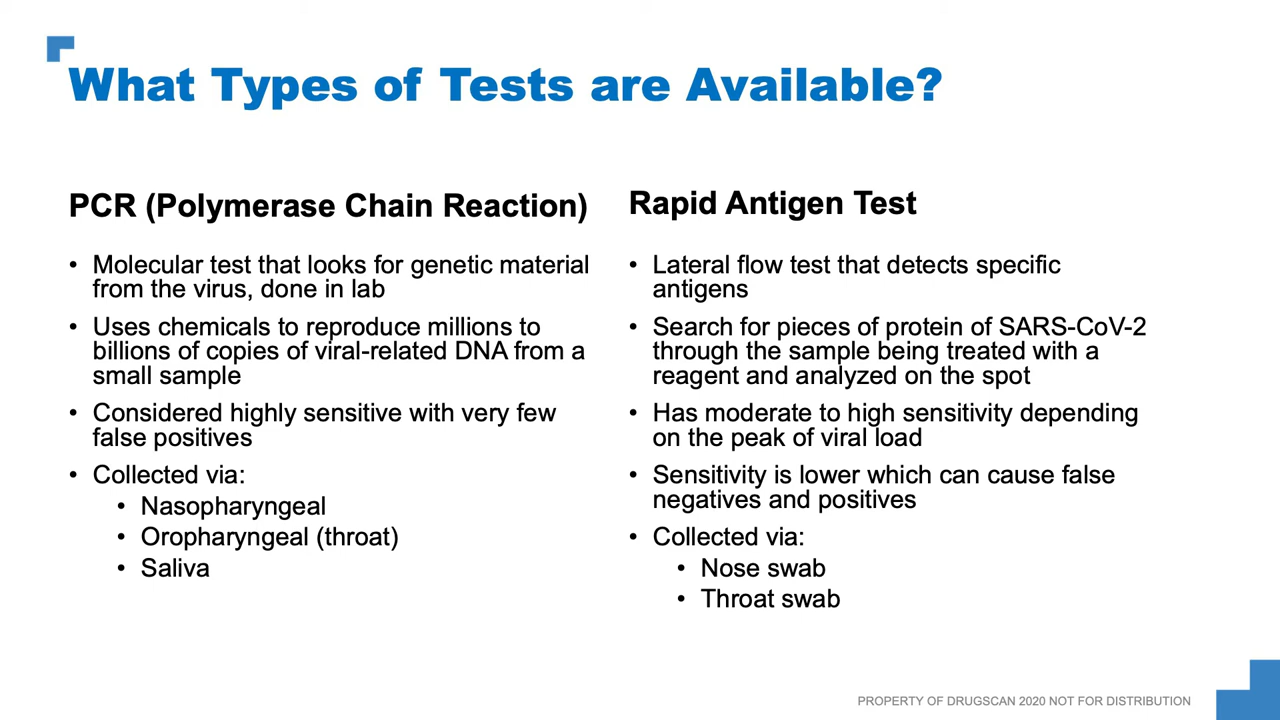 What Types of Tests are Available?
PCR (Polymerase Chain Reaction)
• Molecular test that looks for genetic material
from the virus, done in lab
• Uses chemicals to reproduce millions to
billions of copies of viral-related DNA from a
small sample
• Considered highly sensitive with very few
false positives
• Collected via:
• Nasopharyngeal
• Oropharyngeal (throat)
• Saliva
Rapid Antigen Test
• Lateral flow test that detects specific
antigens
• Search for pieces of protein of SARS-CoV-2
through the sample being treated with a
reagent and analyzed on the spot
• Has moderate to high sensitivity depending
on the peak of viral load
• Sensitivity is lower which can cause false
negatives and positives
• Collected via:
• Nose swab
• Throat swab
PROPERTY OF DRUGSCAN 2020 NOT FOR DISTRIBUTION